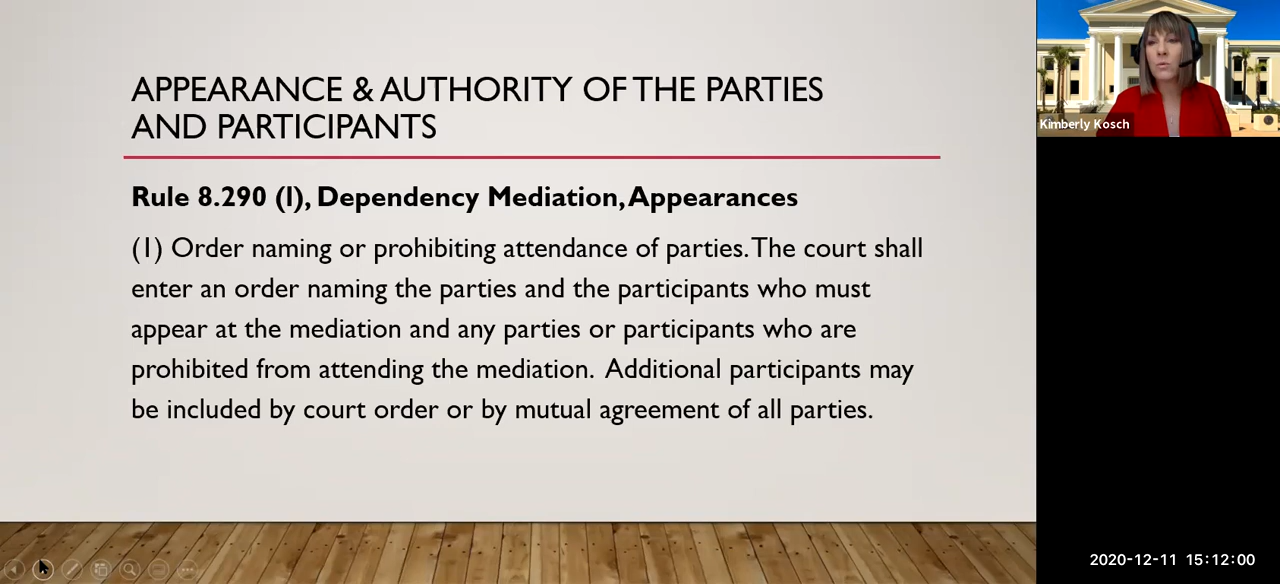 APPEARANCE & AUTHORITY OF THE PARTIES
AND PARTICIPANTS
Rule 8.290 (l), Dependency Mediation, Appearances
(1) Order naming or prohibiting attendance of parties. The court shall
enter an order naming the parties and the participants who must
appear at the mediation and any parties or participants who are
prohibited from attending the mediation.  Additional participants may
be included by court order or by mutual agreement of all parties.
Kimberly Kosch
2020-12-11 15:12:00